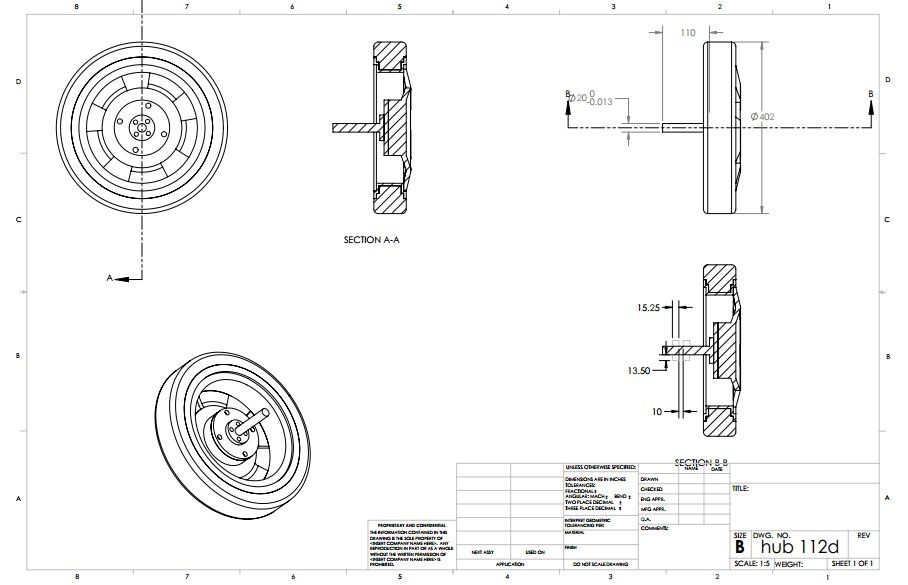 8 7 6 5 4 3 2 1
D D
C C
B B
A A
110
B B
Ø20 0
-0.013
Ø402
SECTION A-A
A
15.25
13.50
10
SECTION B-B
UNLESS OTHERWISE SPECIFIED:
DIMENSIONS ARE IN INCHES
TOLERANCES:
FRACTIONAL±
ANGULAR: MACH± BEND ±
TWO PLACE DECIMAL ±
THREE PLACE DECIMAL ±
INTERPRET GEOMETRIC
TOLERANCING PER:
MATERIAL
FINISH
DO NOT SCALE DRAWING
NAME DATE
DRAWN
CHECKED
ENG APPR.
MFG APPR.
Q.A.
COMMENTS:
TITLE:
SIZE DWG. NO. REV
B hub 112d
SCALE: 1:5 WEIGHT: SHEET 1 OF 1
PROPRIETARY AND CONFIDENTIAL
THE INFORMATION CONTAINED IN THIS
DRAWING IS THE SOLE PROPERTY OF
<INSERT COMPANY NAME HERE>. ANY
REPRODUCTION IN PART OR AS A WHOLE
WITHOUT THE WRITTEN PERMISSION OF
<INSERT COMPANY NAME HERE> IS
PROHIBITED.
NEXT ASSY USED ON
APPLICATION
8 7 6 5 4 3 2 1